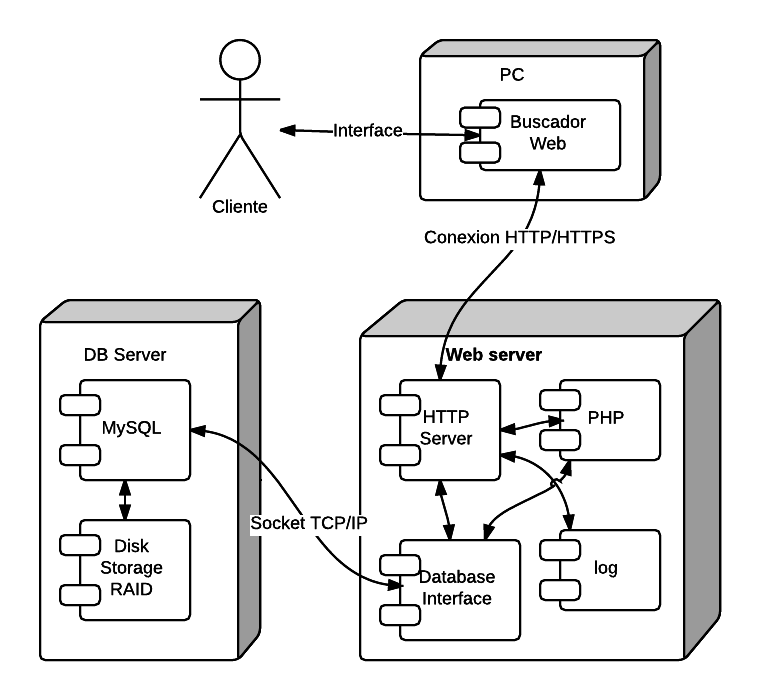 PC
Buscador
Web
Interface
Cliente
Conexion HTTP/HTTPS
DB Server
MySQL
Disk
Storage
RAID
Socket TCP/IP
Web server
HTTP
Server
PHP
Database
Interface
log